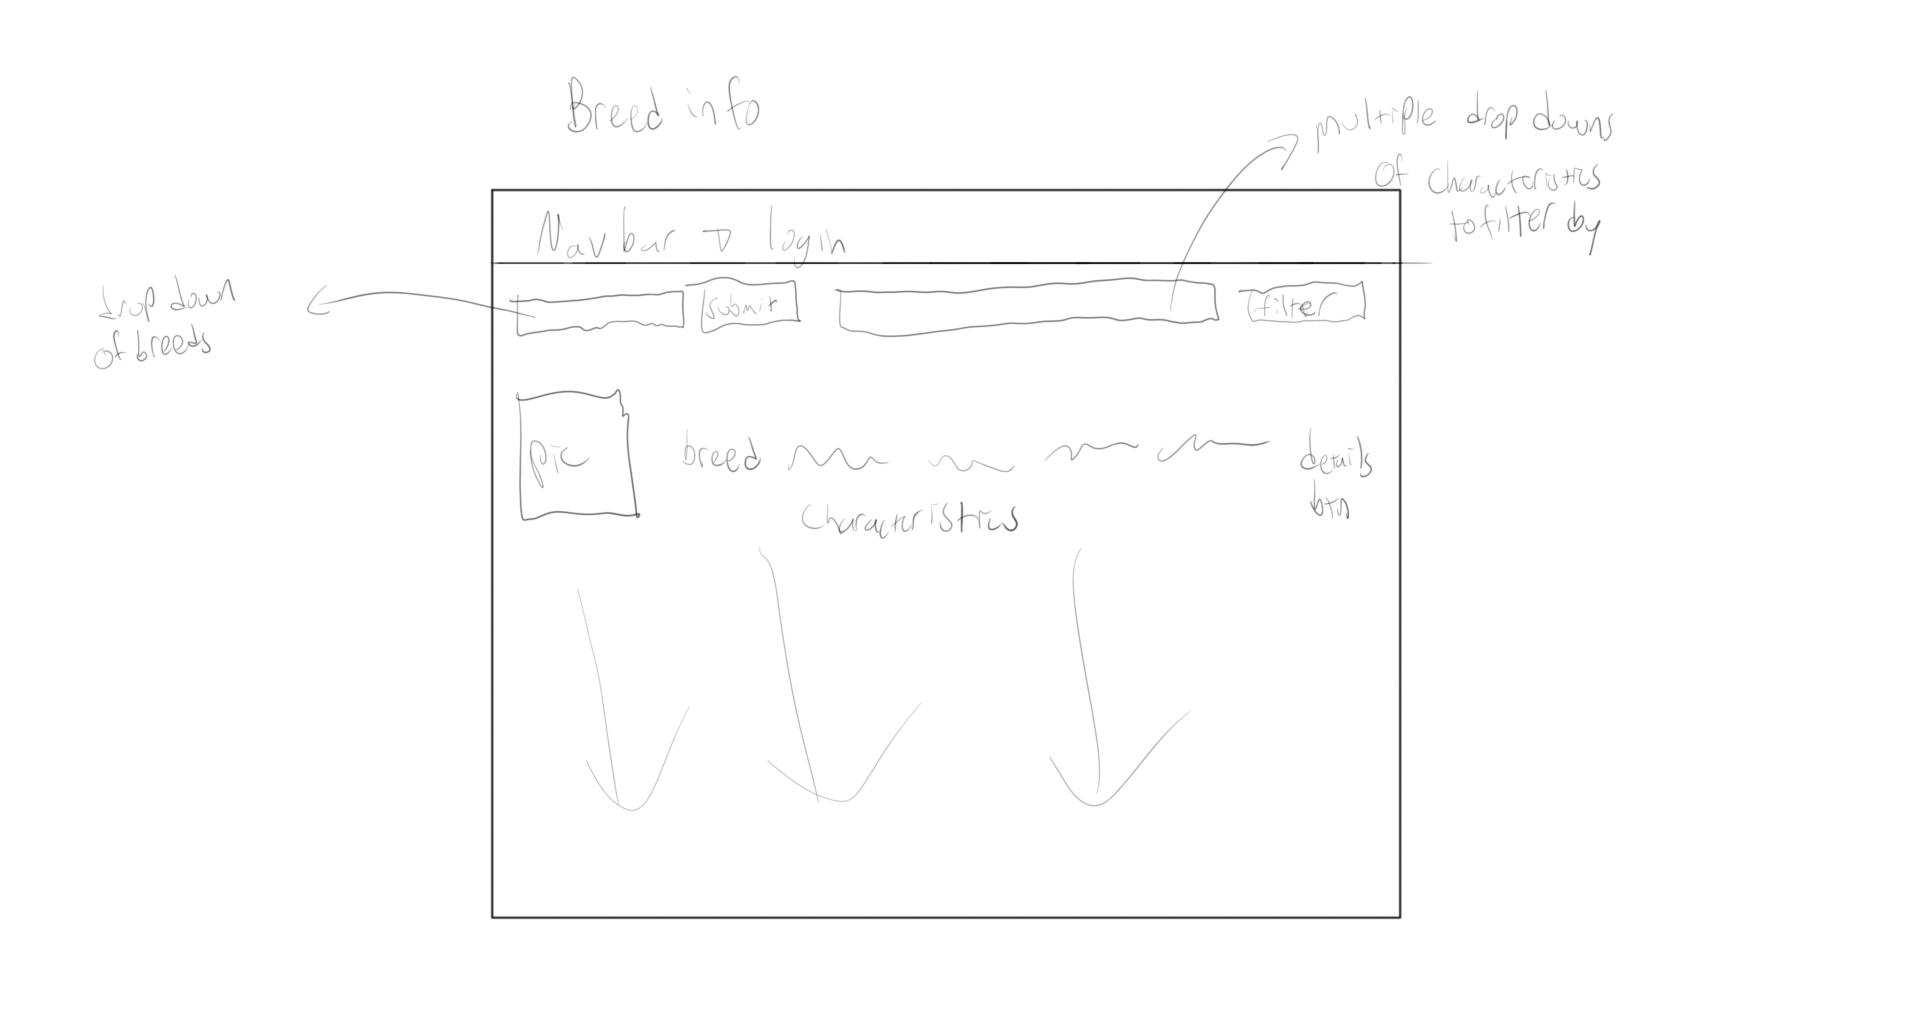 Breed info
multiple drop downs
of characteristics
to filter by
Navbar → login
drop down
of breeds
submit
filter
pic
breed
details
btn
characteristics